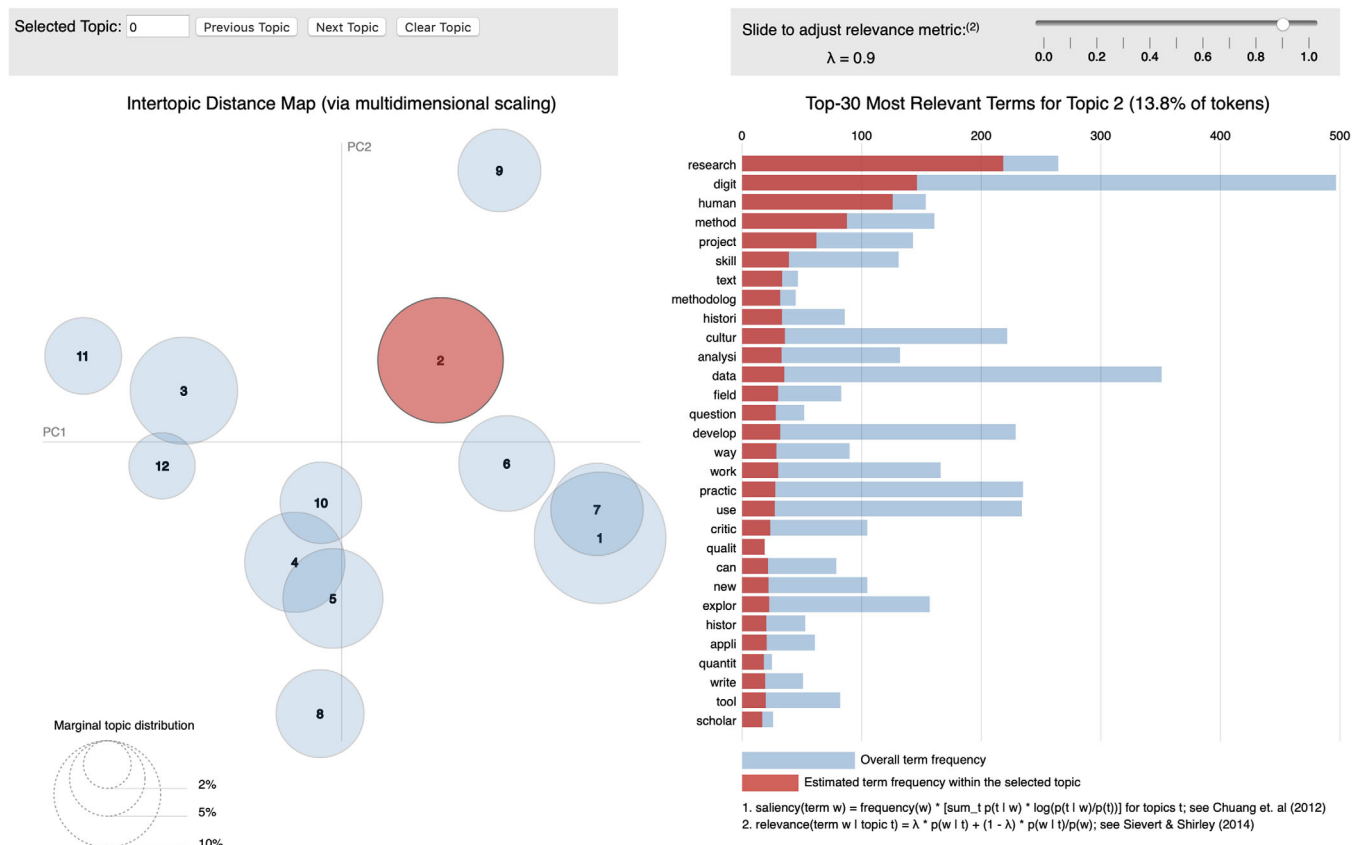 Selected Topic: 0 Previous Topic Next Topic Clear Topic
Slide to adjust relevance metric:(2)
λ = 0.9
0.0 0.2 0.4 0.6 0.8 1.0
Intertopic Distance Map (via multidimensional scaling)
PC2
PC1
9
2
11
3
12
6
10
7
1
4
5
8
Marginal topic distribution
2%
5%
10%
Top-30 Most Relevant Terms for Topic 2 (13.8% of tokens)
0 100 200 300 400 500
research
digit
human
method
project
skill
text
methodolog
histori
cultur
analysi
data
field
question
develop
way
work
practic
use
critic
qualit
can
new
explor
histor
appli
quantit
write
tool
scholar
Overall term frequency
Estimated term frequency within the selected topic
1. saliency(term w) = frequency(w) * [sum_t p(t | w) * log(p(t | w)/p(t))] for topics t; see Chuang et. al (2012)
2. relevance(term w | topic t) = λ * p(w | t) + (1 - λ) * p(w | t)/p(w); see Sievert & Shirley (2014)